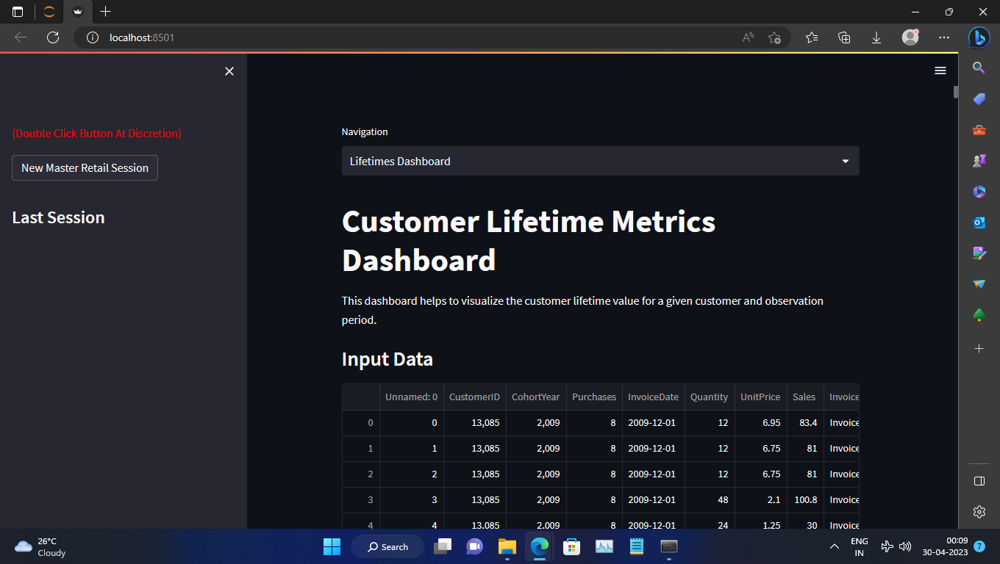 localhost:8501
(Double Click Button At Discretion)
New Master Retail Session
Last Session
Navigation
Lifetimes Dashboard
Customer Lifetime Metrics
Dashboard
This dashboard helps to visualize the customer lifetime value for a given customer and observation
period.
Input Data
Unnamed: 0 CustomerID CohortYear Purchases InvoiceDate Quantity UnitPrice Sales Invoice
0 0 13,085 2,009 8 2009-12-01 12 6.95 83.4 Invoice
1 1 13,085 2,009 8 2009-12-01 12 6.75 81 Invoice
2 2 13,085 2,009 8 2009-12-01 12 6.75 81 Invoice
3 3 13,085 2,009 8 2009-12-01 48 2.1 100.8 Invoice
4 4 13,085 2,009 8 2009-12-01 24 1.25 30 Invoice
26°C
Cloudy
Search
ENG
IN
00:09
30-04-2023
7